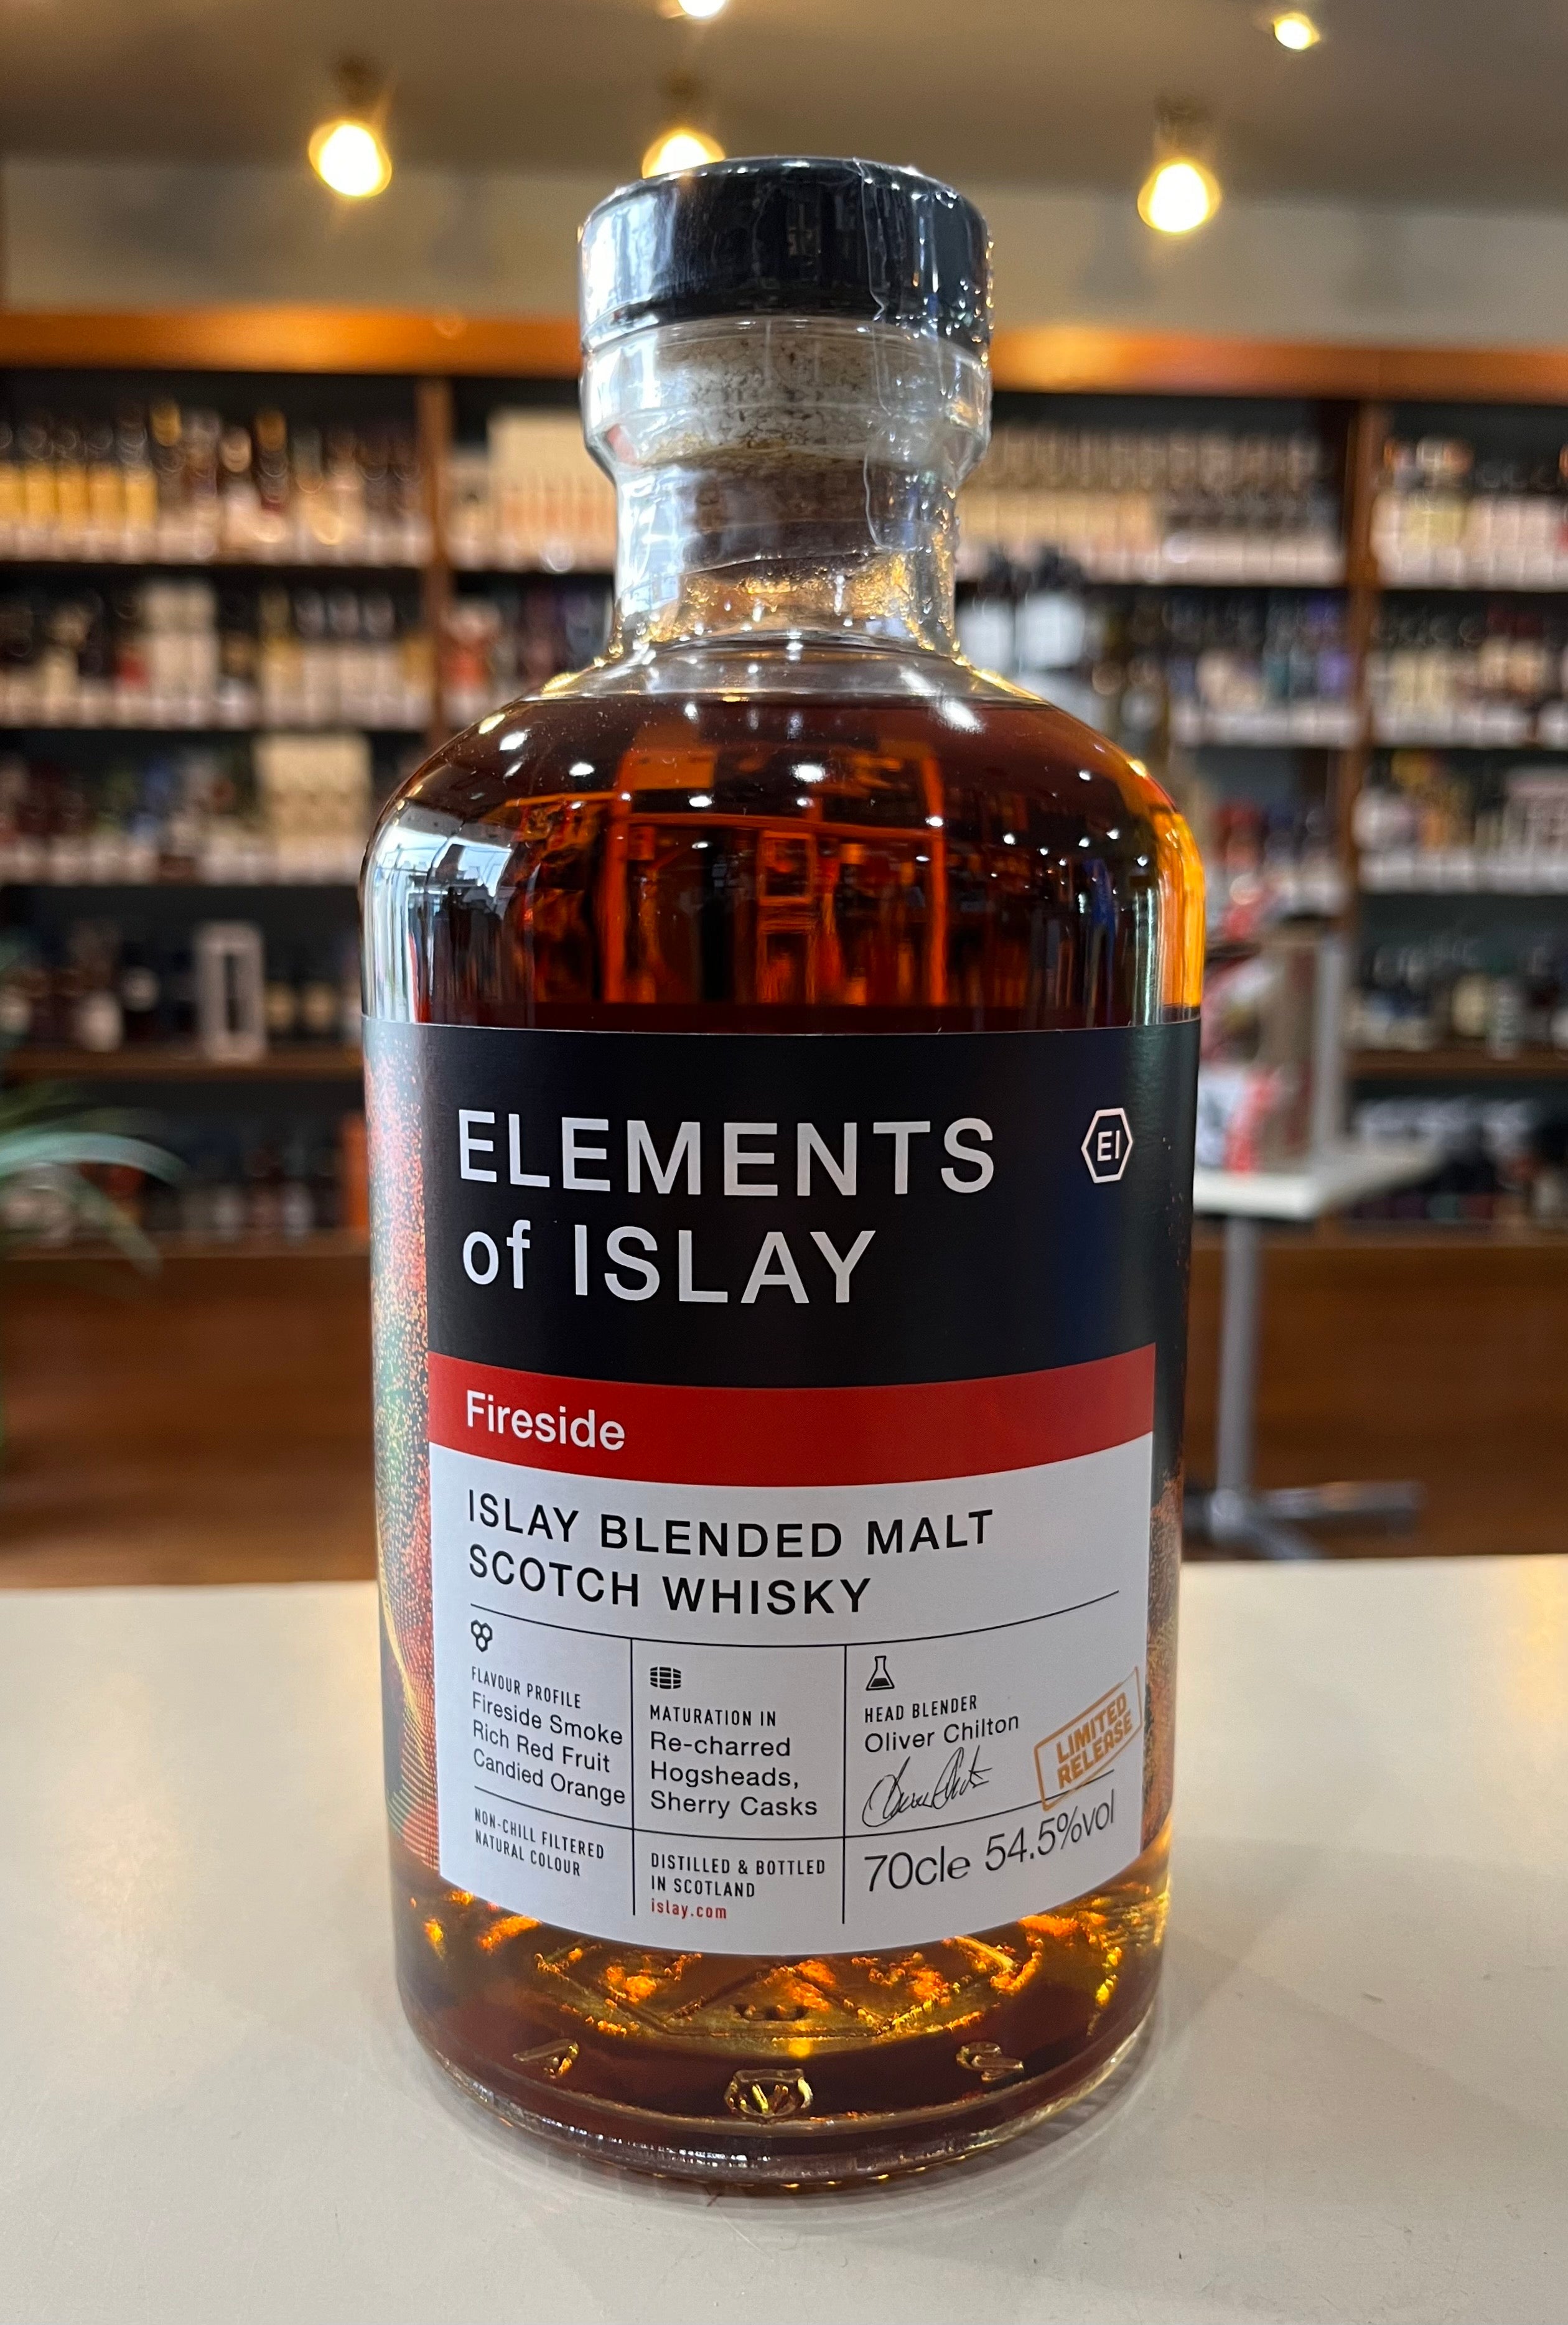 ELEMENTS
of ISLAY
EI
Fireside
ISLAY BLENDED MALT
SCOTCH WHISKY
FLAVOUR PROFILE
Fireside Smoke
Rich Red Fruit
Candied Orange
MATURATION IN
Re-charred
Hogsheads,
Sherry Casks
HEAD BLENDER
Oliver Chilton
LIMITED
RELEASE
NON-CHILL FILTERED
NATURAL COLOUR
DISTILLED & BOTTLED
IN SCOTLAND
islay.com
70cle 54.5%vol